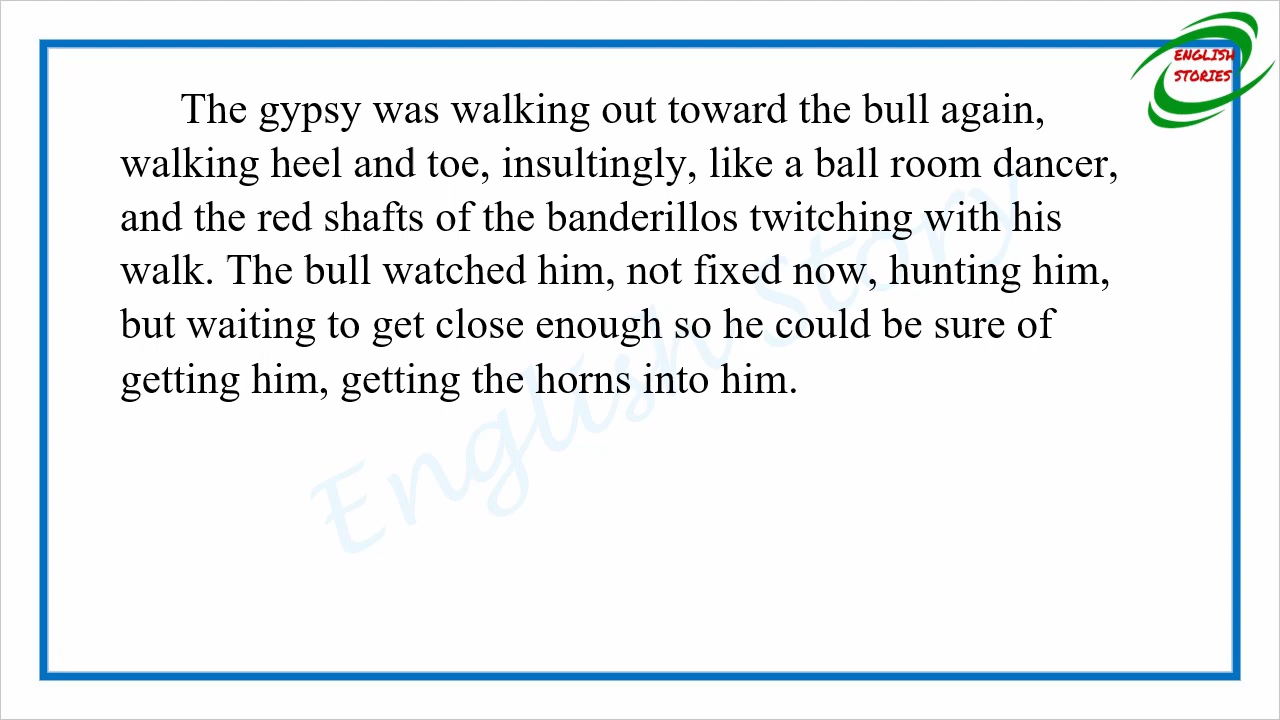 ENGLISH
STORIES
The gypsy was walking out toward the bull again,
walking heel and toe, insultingly, like a ball room dancer,
and the red shafts of the banderillos twitching with his
walk. The bull watched him, not fixed now, hunting him,
but waiting to get close enough so he could be sure of
getting him, getting the horns into him.
English Story